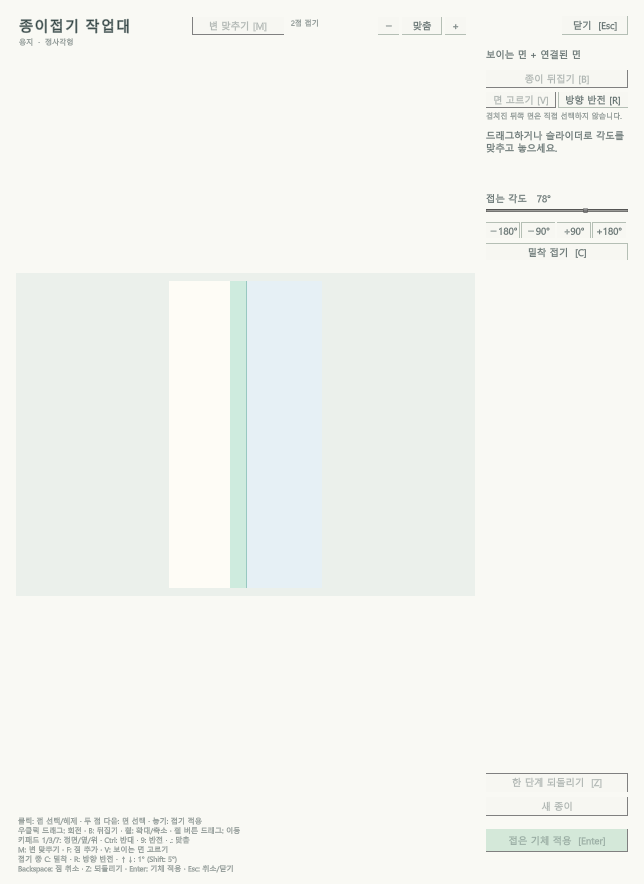 종이접기 작업대
용지 · 정사각형
변 맞추기 [M]
2점 접기
−
맞춤
+
닫기 [Esc]
보이는 면 + 연결된 면
종이 뒤집기 [B]
면 고르기 [V]
방향 반전 [R]
겹쳐진 뒤쪽 면은 직접 선택하지 않습니다.
드래그하거나 슬라이더로 각도를
맞추고 놓으세요.
접는 각도 78°
−180°
−90°
+90°
+180°
밀착 접기 [C]
한 단계 되돌리기 [Z]
새 종이
접은 기체 적용 [Enter]
클릭: 점 선택/해제 · 두 점 다음: 면 선택 · 놓기: 접기 적용
우클릭 드래그: 회전 · B: 뒤집기 · 휠: 확대/축소 · 휠 버튼 드래그: 이동
키패드 1/3/7: 정면/옆/위 · Ctrl: 반대 · 9: 반전 · .: 맞춤
M: 변 맞추기 · F: 점 추가 · V: 보이는 면 고르기
접기 중 C: 밀착 · R: 방향 반전 · ↑ ↓: 1° (Shift: 5°)
Backspace: 점 취소 · Z: 되돌리기 · Enter: 기체 적용 · Esc: 취소/닫기